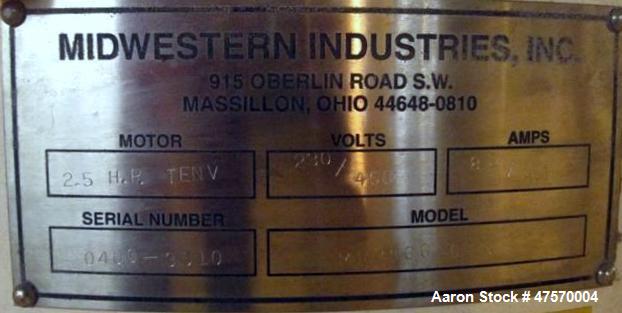 MIDWESTERN INDUSTRIES, INC.
915 OBERLIN ROAD S.W.
MASSILLON, OHIO 44648-0810
MOTOR VOLTS AMPS
2.5 H.P. TENV 230/460
SERIAL NUMBER MODEL
Aaron Stock # 47570004